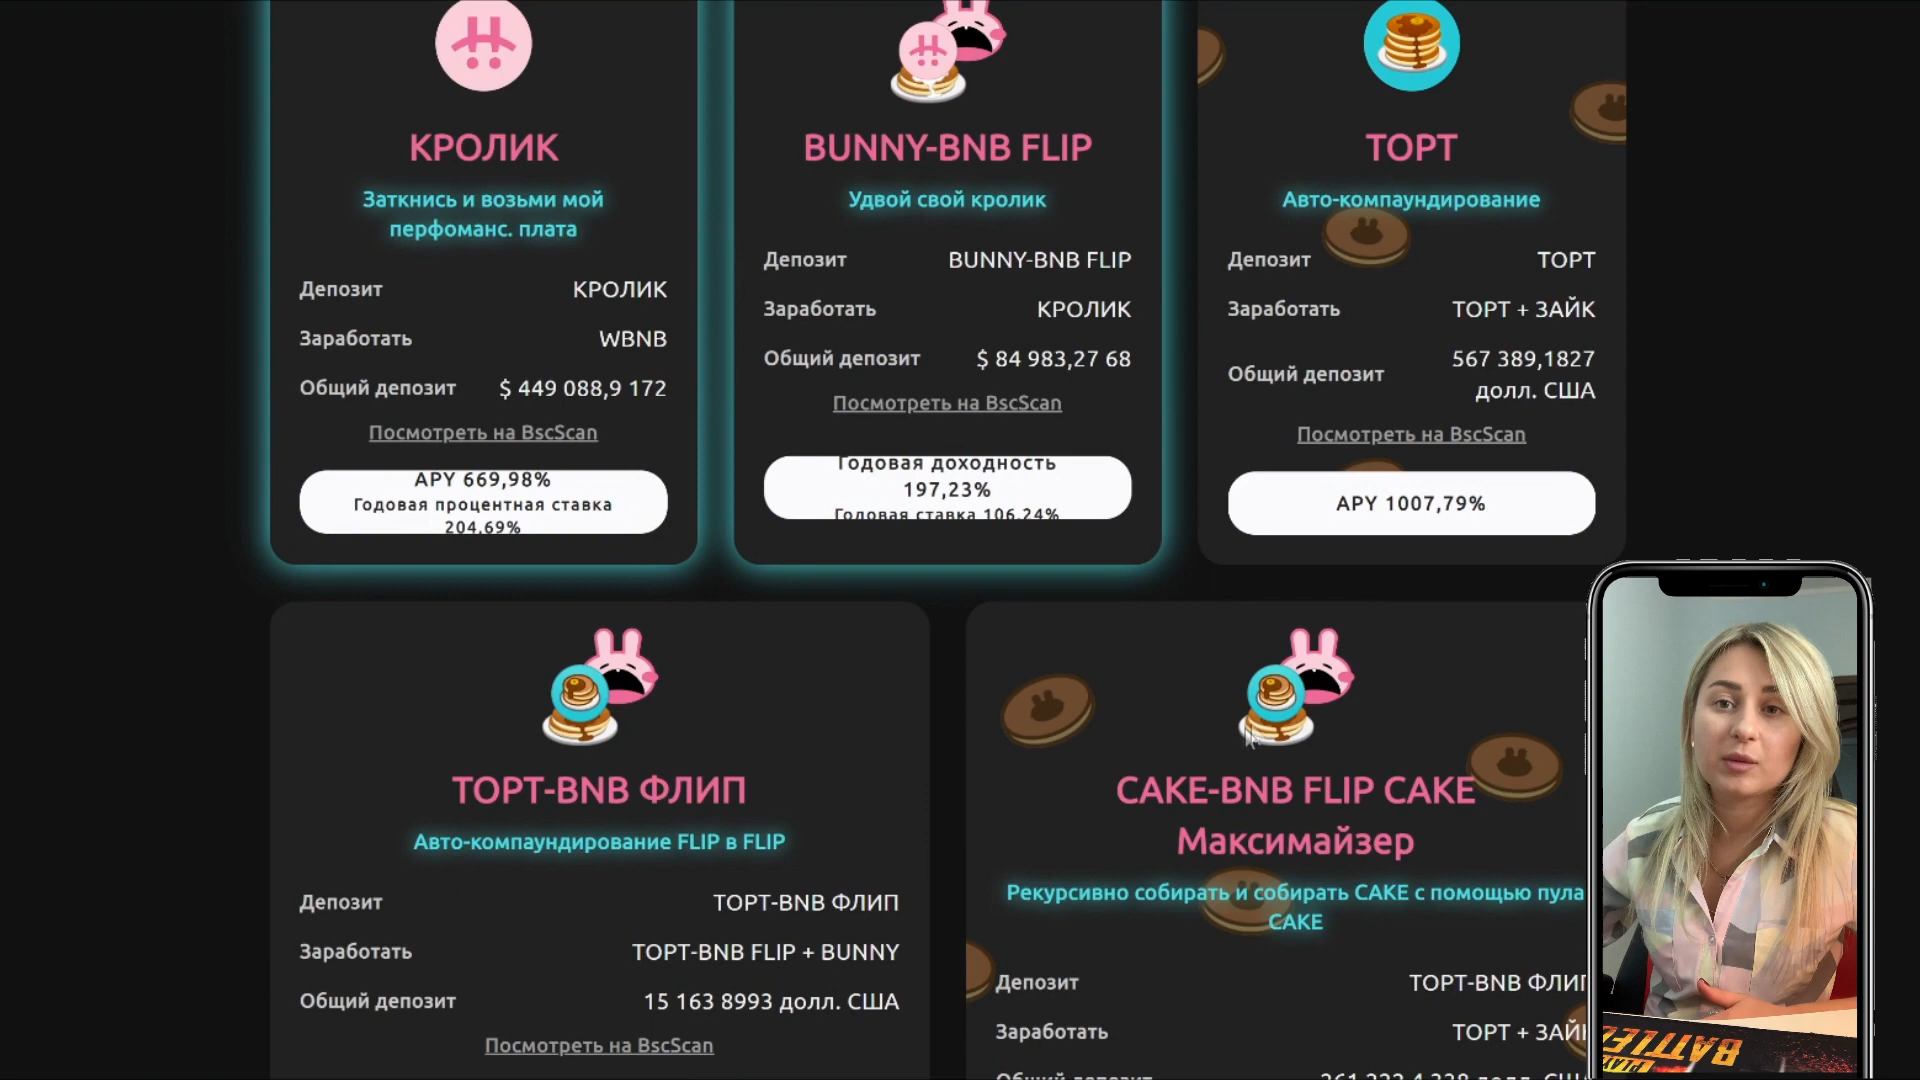 КРОЛИК
Заткнись и возьми мой
перфоманс. плата
Депозит КРОЛИК
Заработать WBNB
Общий депозит $ 449 088,9 172
Посмотреть на BscScan
APY 669,98%
Годовая процентная ставка
204,69%
BUNNY-BNB FLIP
Удвой свой кролик
Депозит BUNNY-BNB FLIP
Заработать КРОЛИК
Общий депозит $ 84 983,27 68
Посмотреть на BscScan
Годовая доходность
197,23%
Годовая ставка 106,24%
ТОРТ
Авто-компаундирование
Депозит ТОРТ
Заработать ТОРТ + ЗАЙК
Общий депозит 567 389,1827
долл. США
Посмотреть на BscScan
APY 1007,79%
ТОРТ-BNB ФЛИП
Авто-компаундирование FLIP в FLIP
Депозит ТОРТ-BNB ФЛИП
Заработать ТОРТ-BNB FLIP + BUNNY
Общий депозит 15 163 8993 долл. США
Посмотреть на BscScan
CAKE-BNB FLIP CAKE
Максимайзер
Рекурсивно собирать и собирать CAKE с помощью пула
CAKE
Депозит ТОРТ-BNB ФЛИП
Заработать ТОРТ + ЗАЙК
Общий депозит